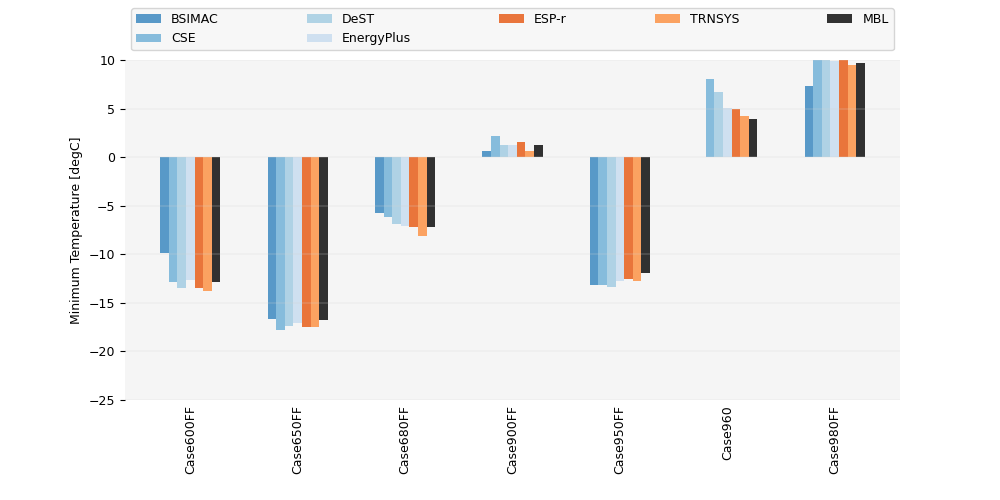 BSIMAC DeST ESP-r TRNSYS MBL
CSE EnergyPlus
Minimum Temperature [degC]
10
5
0
−5
−10
−15
−20
−25
Case600FF
Case650FF
Case680FF
Case900FF
Case950FF
Case960
Case980FF